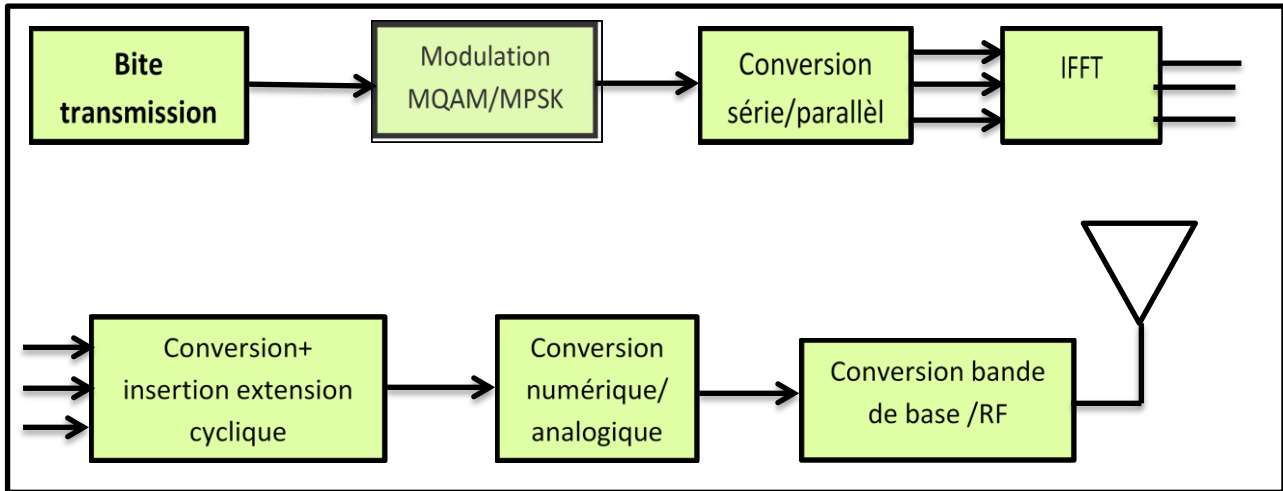 Bite
transmission
Modulation
MQAM/MPSK
Conversion
série/parallèl
IFFT
Conversion+
insertion extension
cyclique
Conversion
numérique/
analogique
Conversion bande
de base /RF